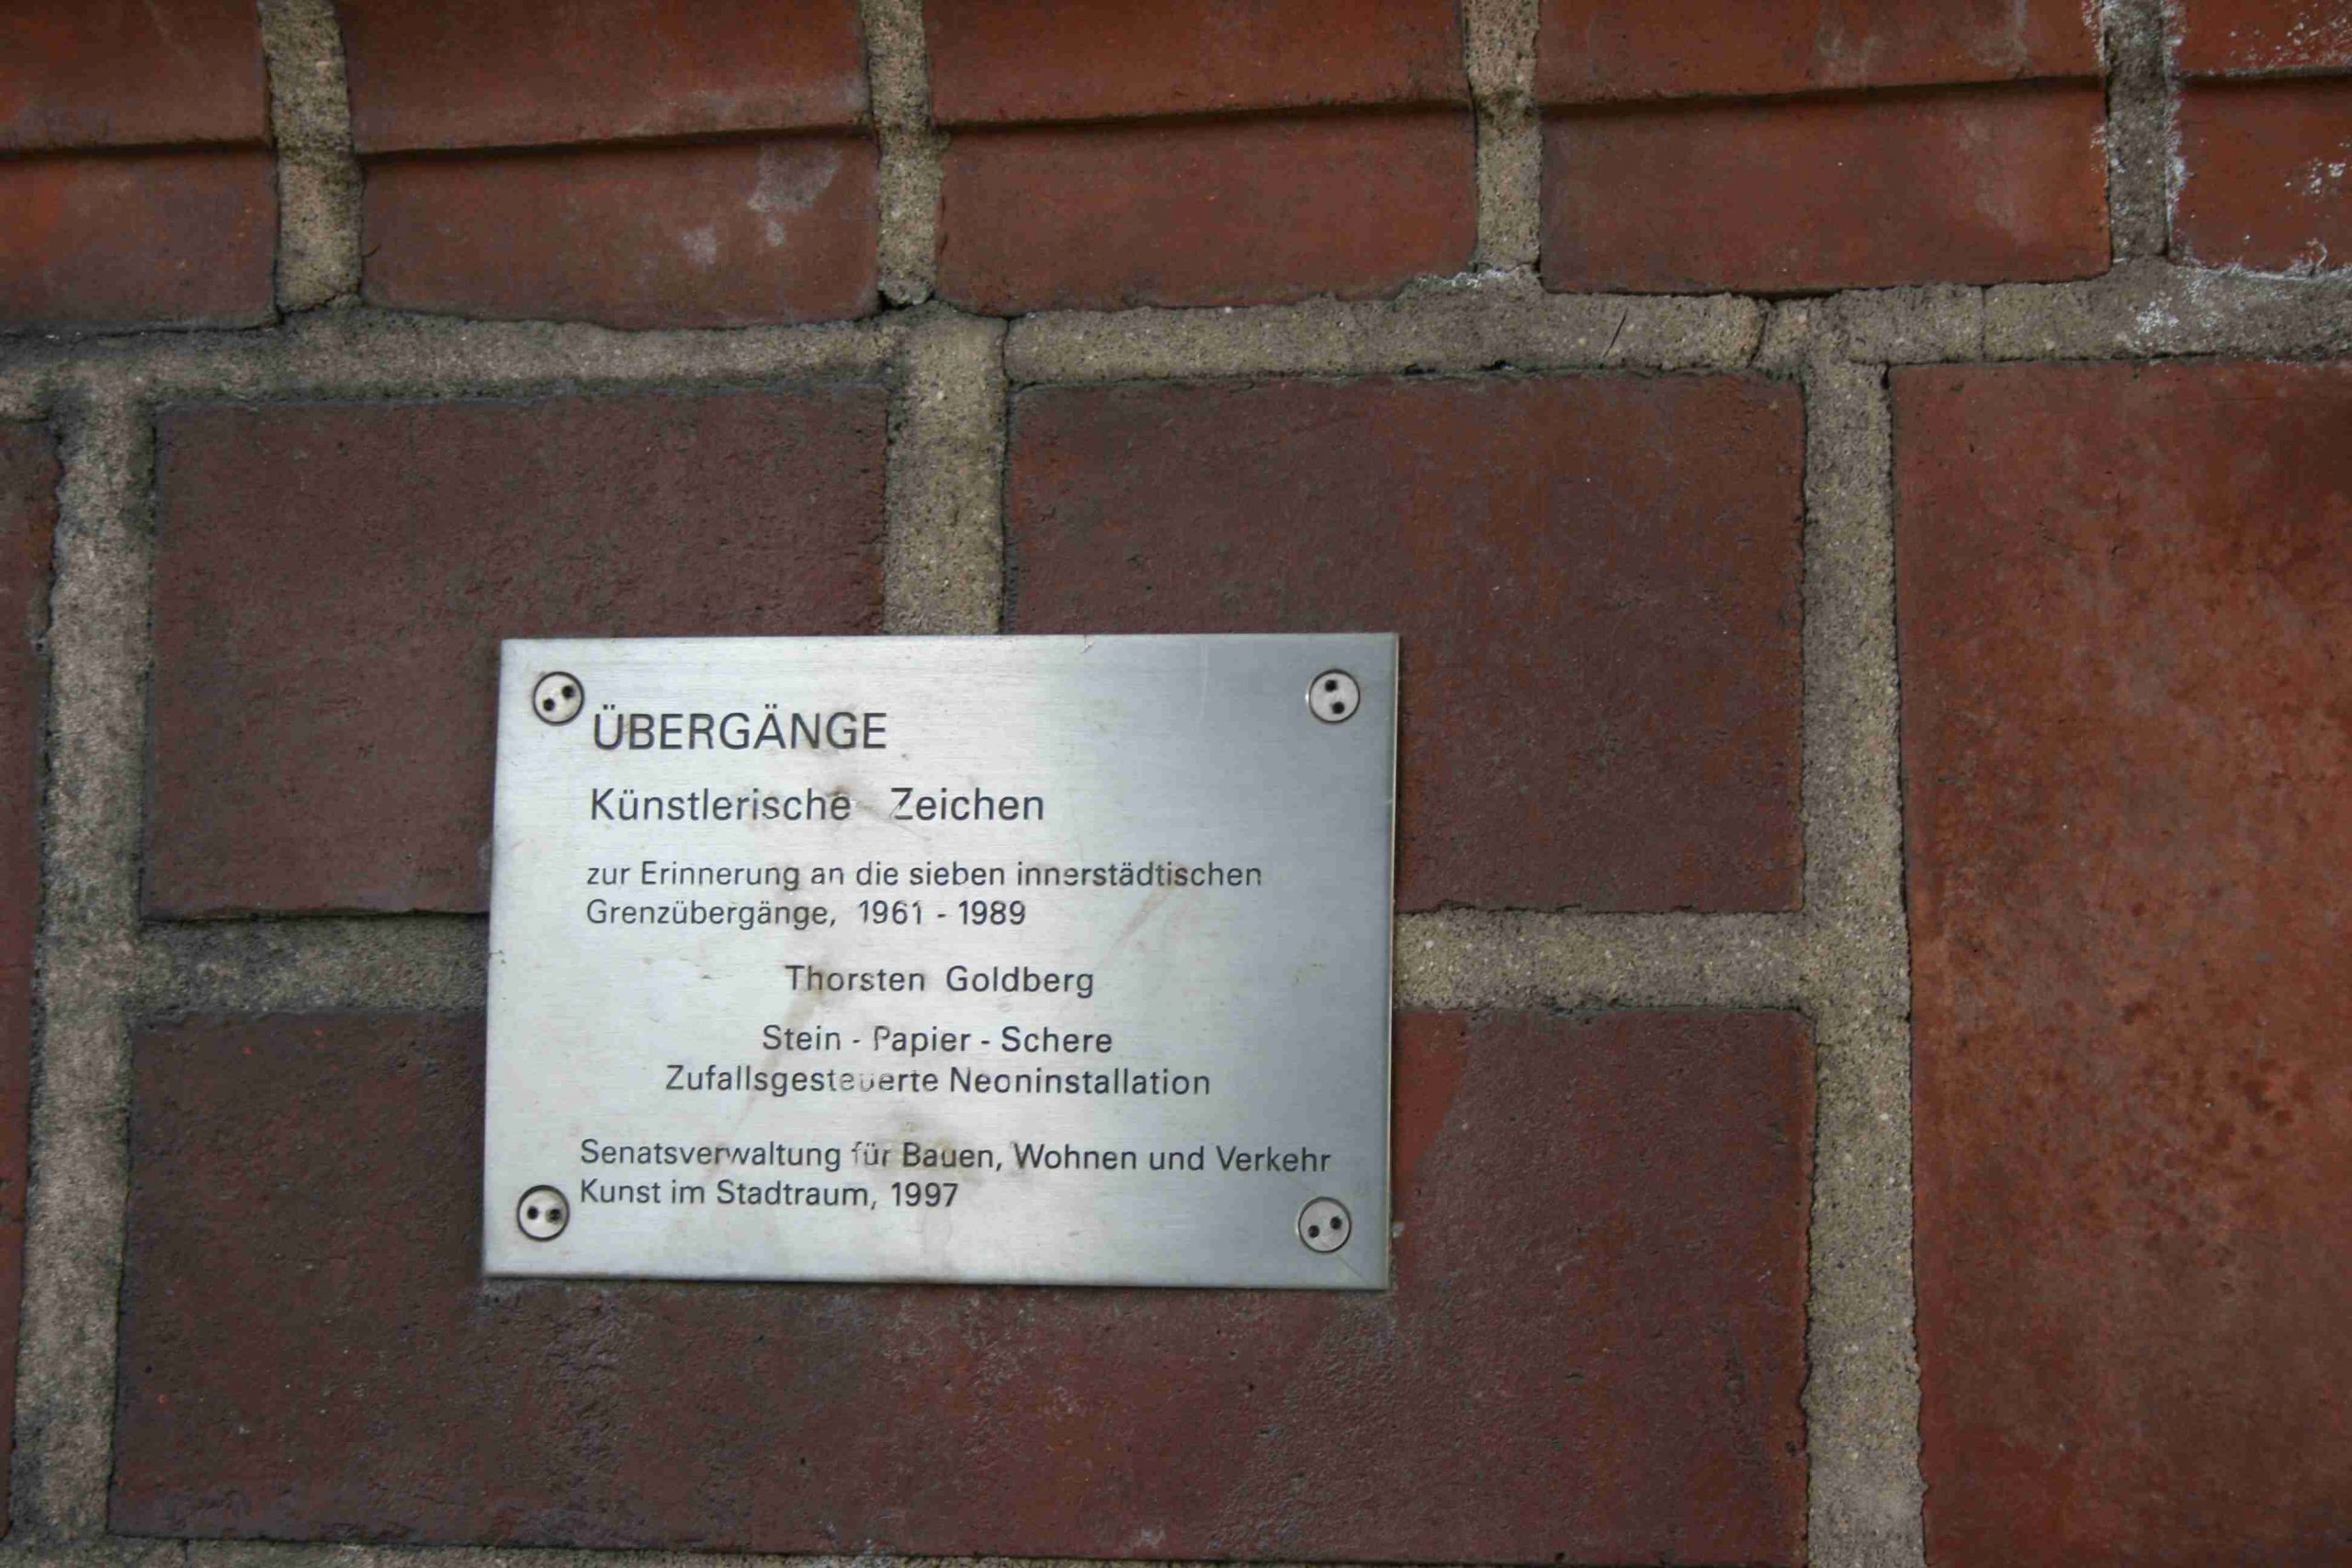 ÜBERGÄNGE
Künstlerische Zeichen
zur Erinnerung an die sieben innerstädtischen
Grenzübergänge, 1961 - 1989
Thorsten Goldberg
Stein - Papier - Schere
Zufallsgesteuerte Neoninstallation
Senatsverwaltung für Bauen, Wohnen und Verkehr
Kunst im Stadtraum, 1997